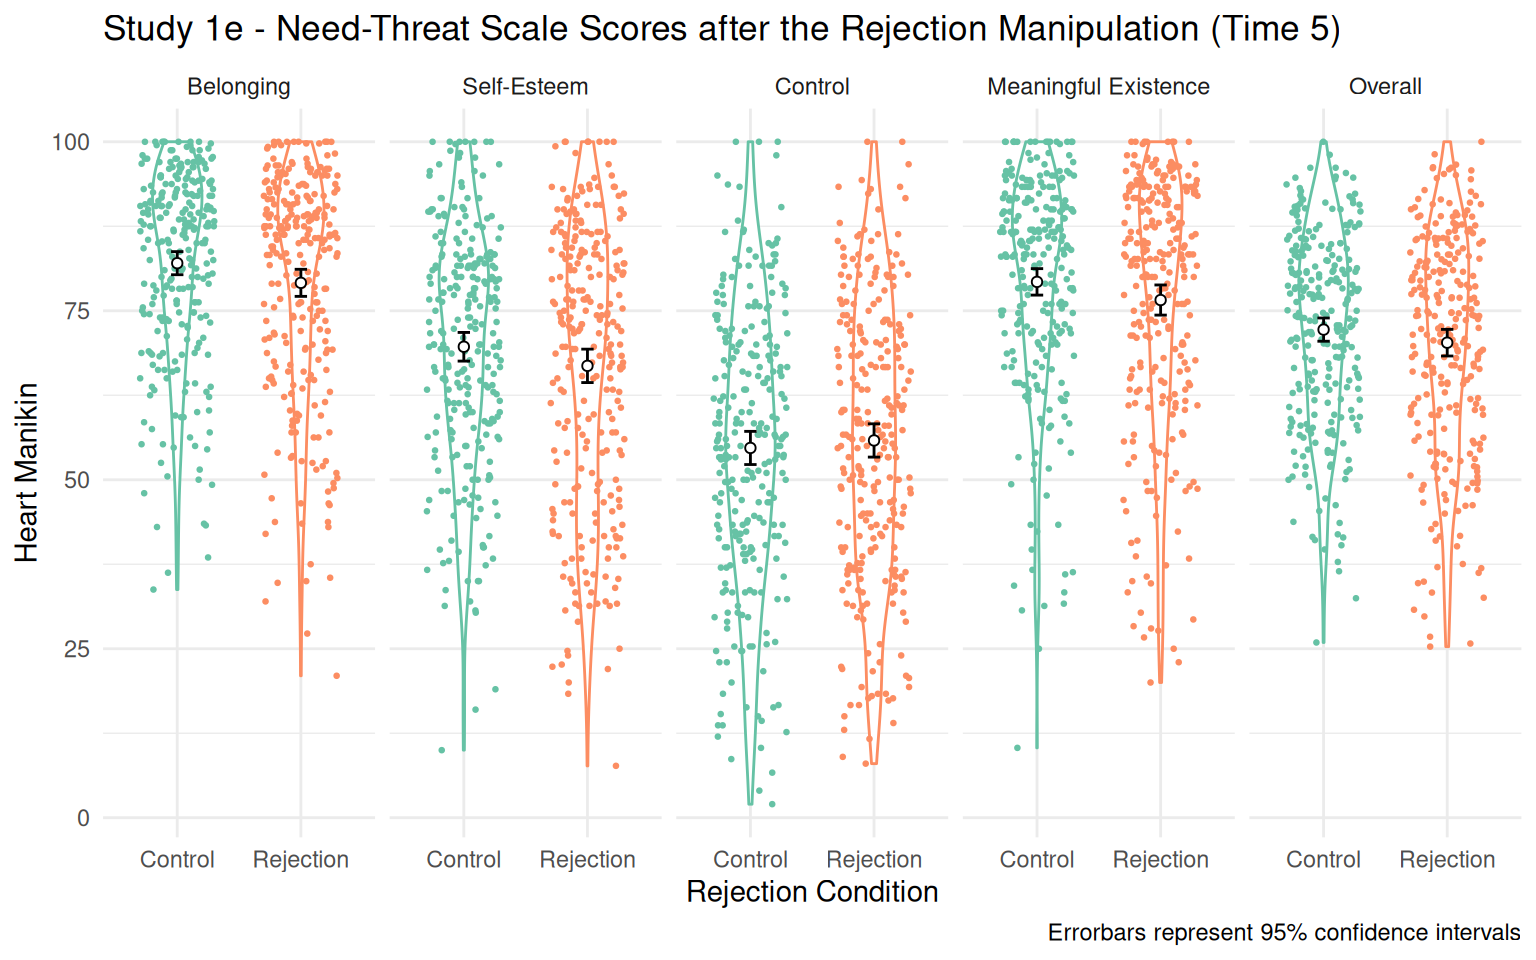 Study 1e - Need-Threat Scale Scores after the Rejection Manipulation (Time 5)
Belonging Self-Esteem Control Meaningful Existence Overall
Heart Manikin
100
75
50
25
0
Control Rejection Control Rejection Control Rejection Control Rejection Control Rejection
Rejection Condition
Errorbars represent 95% confidence intervals